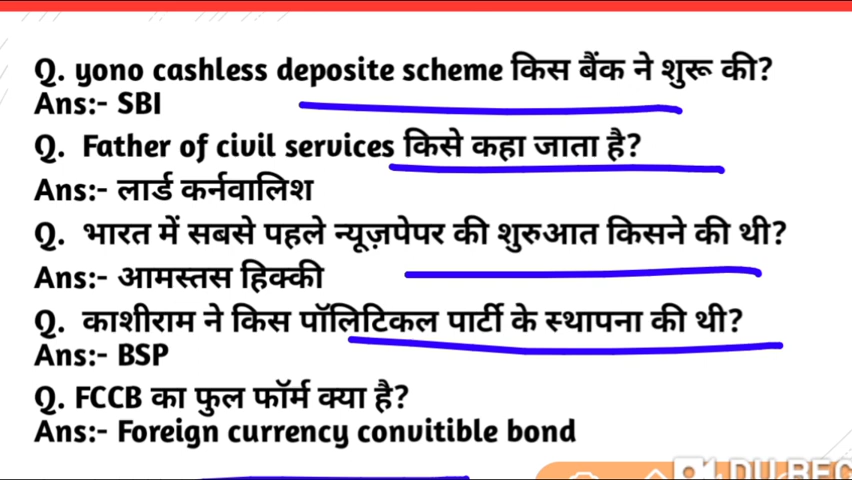 Q. yono cashless deposite scheme किस बैंक ने शुरू की?
Ans:- SBI
Q. Father of civil services किसे कहा जाता है?
Ans:- लार्ड कर्नवालिश
Q. भारत में सबसे पहले न्यूज़पेपर की शुरुआत किसने की थी?
Ans:- आमस्तस हिक्की
Q. काशीराम ने किस पॉलिटिकल पार्टी के स्थापना की थी?
Ans:- BSP
Q. FCCB का फुल फॉर्म क्या है?
Ans:- Foreign currency convitible bond